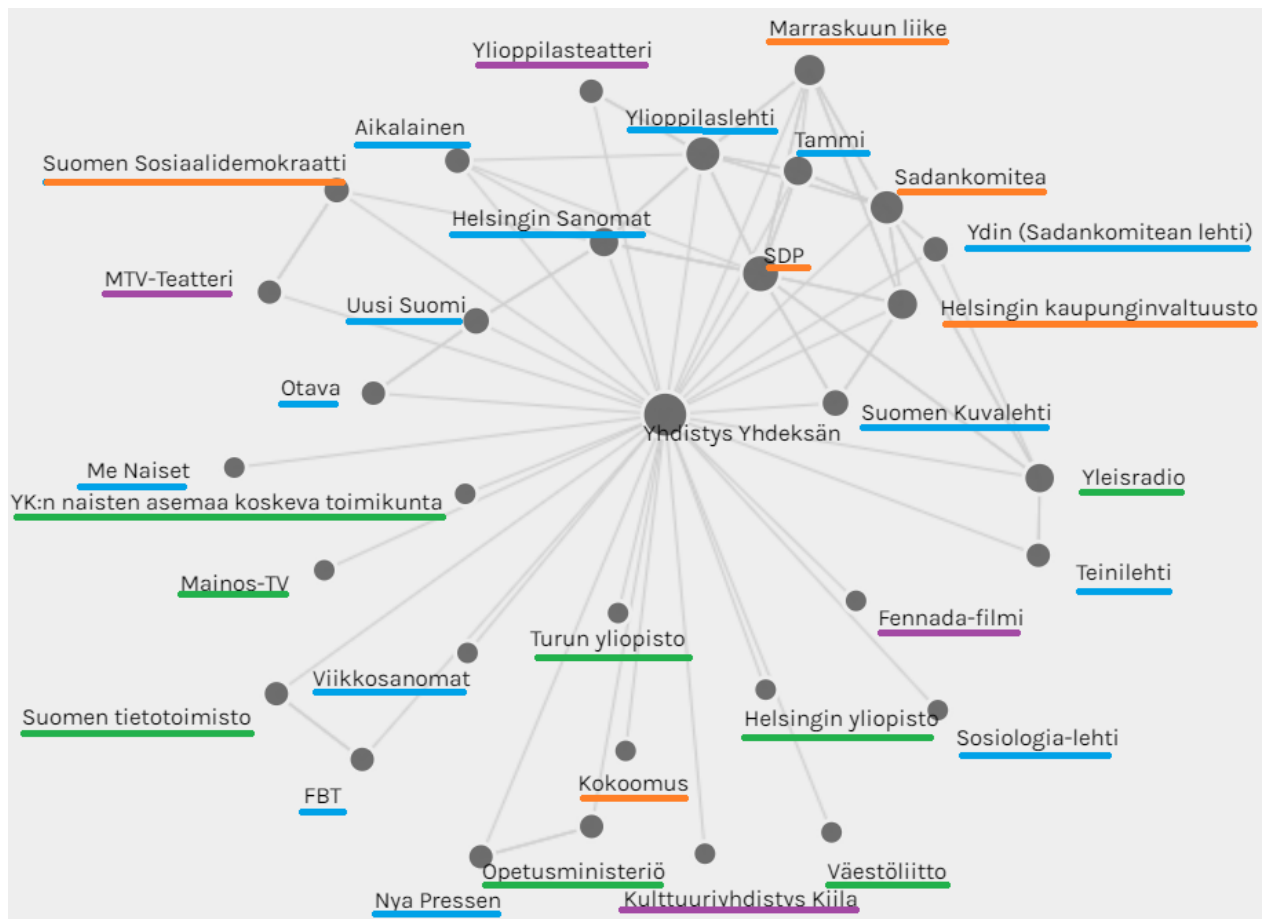 Marraskuun liike
Ylioppilasteatteri
Ylioppilaslehti
Aikalainen
Tammi
Suomen Sosiaalidemokraatti
Sadankomitea
Helsingin Sanomat
Ydin (Sadankomitean lehti)
SDP
MTV-Teatteri
Uusi Suomi
Helsingin kaupunginvaltuusto
Otava
Suomen Kuvalehti
Yhdistys Yhdeksän
Me Naiset
Yleisradio
YK:n naisten asemaa koskeva toimikunta
Mainos-TV
Teinilehti
Fennada-filmi
Turun yliopisto
Viikkosanomat
Suomen tietotoimisto
Helsingin yliopisto
Sosiologia-lehti
Kokoomus
FBT
Opetusministeriö
Väestöliitto
Nya Pressen
Kulttuuriyhdistys Kiila